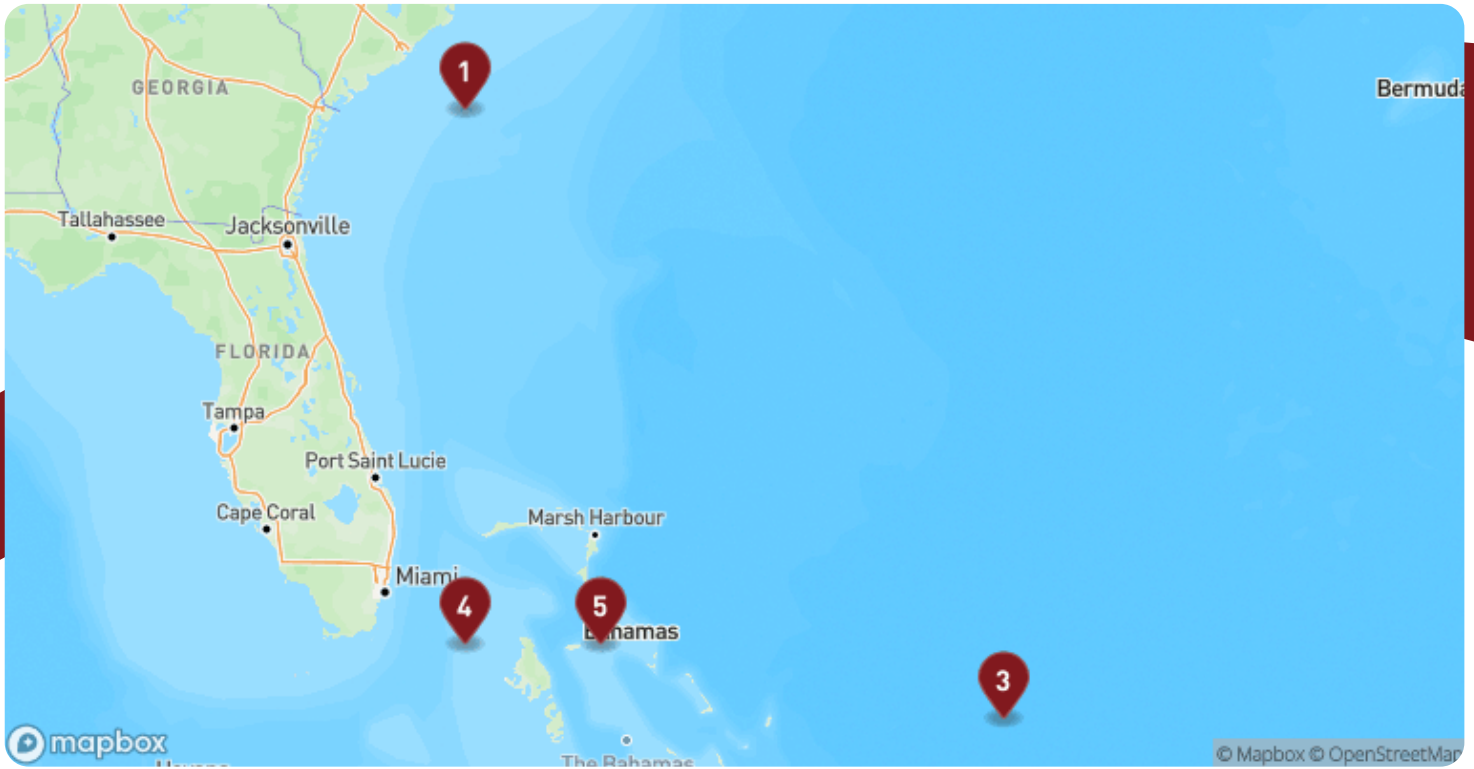 1
Bermuda
GEORGIA
Tallahassee
Jacksonville
FLORIDA
Tampa
Port Saint Lucie
Cape Coral
Marsh Harbour
Miami
4
5
Bahamas
3
mapbox
© Mapbox © OpenStreetMap
The Bahamas